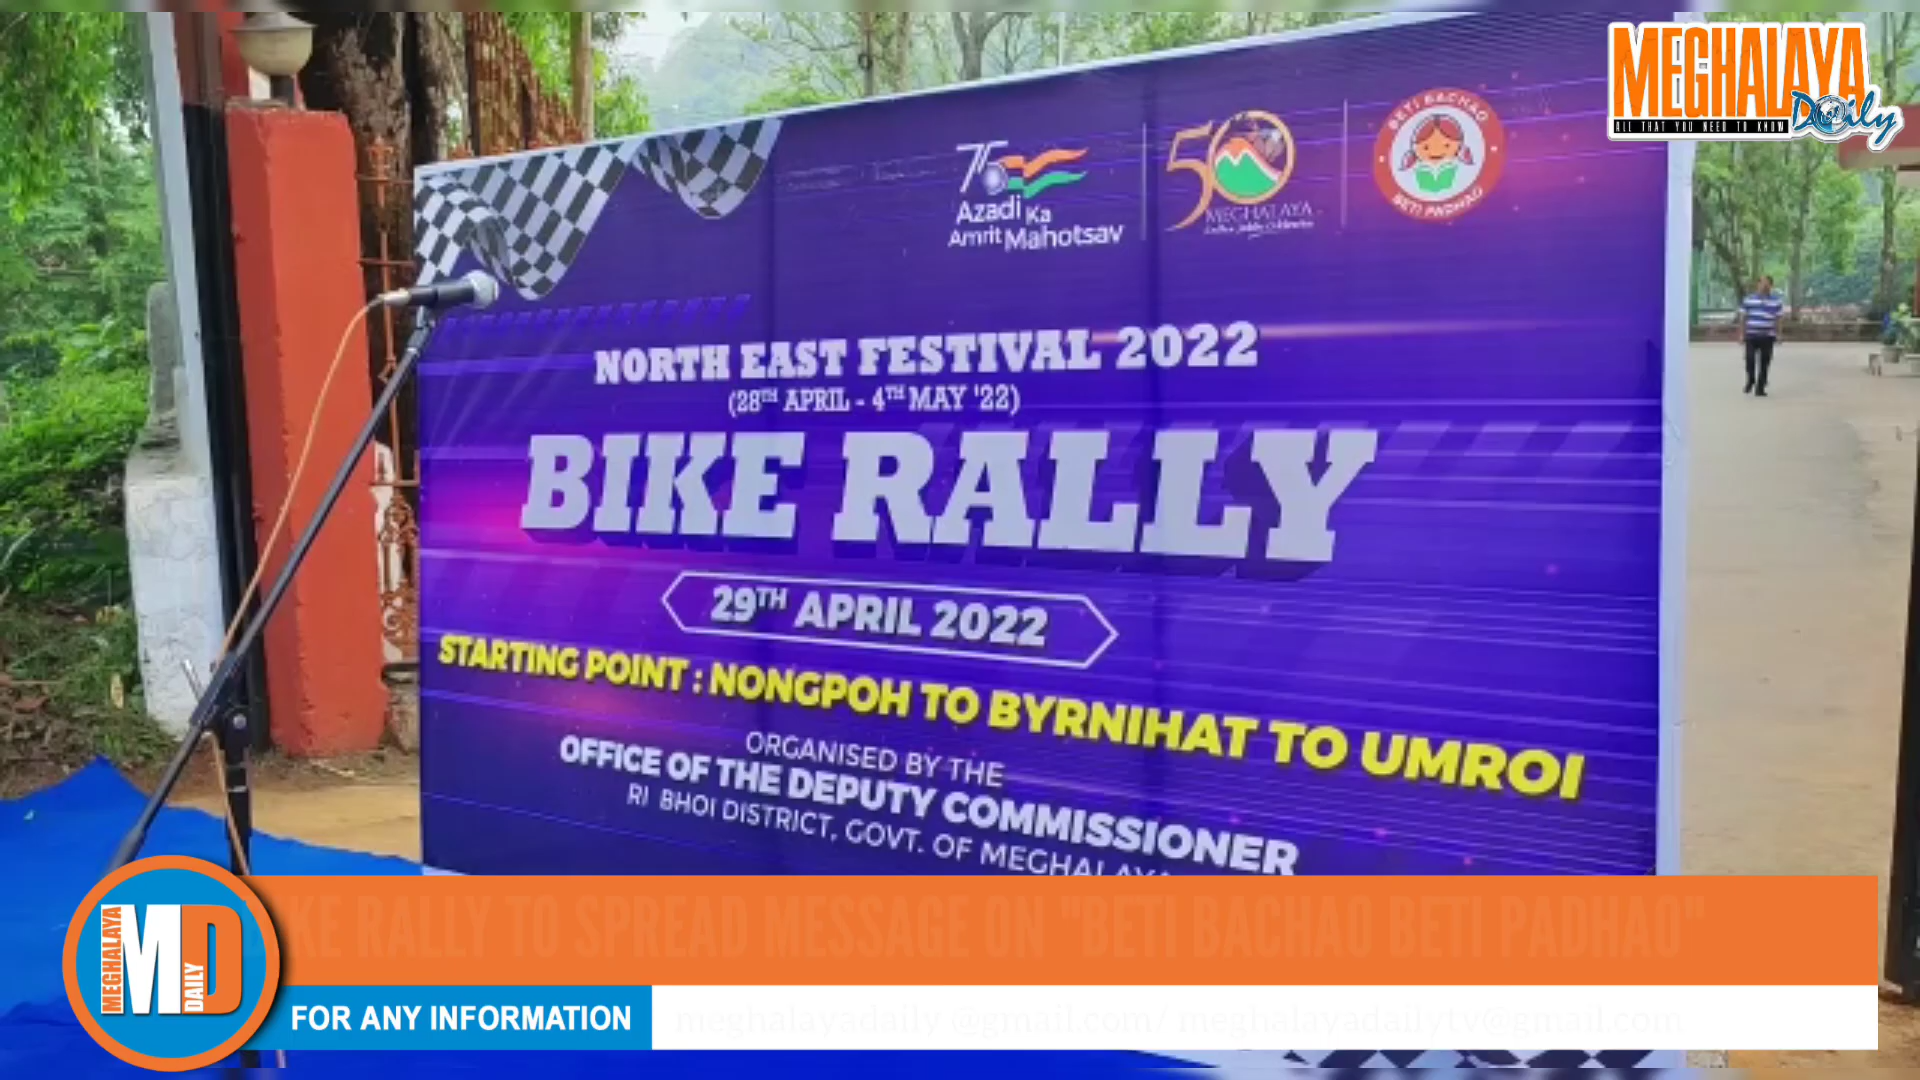 MEGHALAYA
Daily
ALL THAT YOU NEED TO KNOW
75
Azadi Ka
Amrit Mahotsav
50
MEGHALAYA
BETI BACHAO
BETI PADHAO
NORTH EAST FESTIVAL 2022
(28TH APRIL - 4TH MAY '22)
BIKE RALLY
29TH APRIL 2022
STARTING POINT : NONGPOH TO BYRNIHAT TO UMROI
ORGANISED BY THE
OFFICE OF THE DEPUTY COMMISSIONER
RI BHOI DISTRICT, GOVT. OF MEGHALAYA
KE RALLY TO SPREAD MESSAGE ON "BETI BACHAO BETI PADHAO"
MEGHALAYA
MD
DAILY
FOR ANY INFORMATION
meghalayadaily @gmail.com/ meghalayadailytv@gmail.com